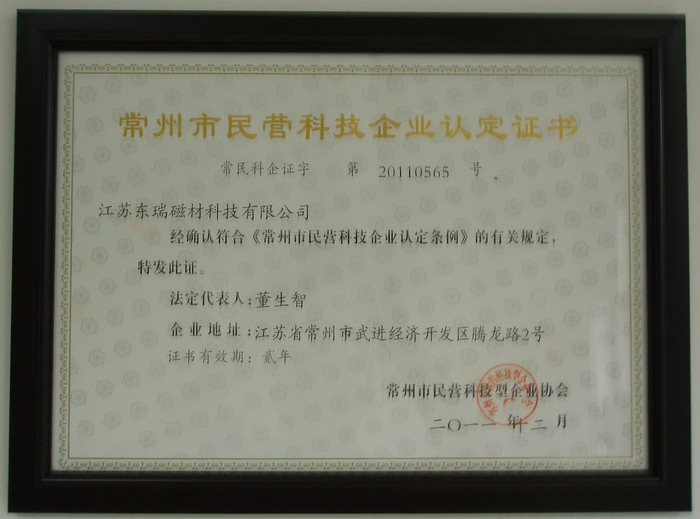 常州市民营科技企业认定证书
常民科企证字 第 20110565 号
江苏东瑞磁材科技有限公司
经确认符合《常州市民营科技企业认定条例》的有关规定，
特发此证。
法定代表人：董生智
企业地址：江苏省常州市武进经济开发区腾龙路2号
证书有效期：贰年
常州市民营科技型企业协会
二〇一一年十二月